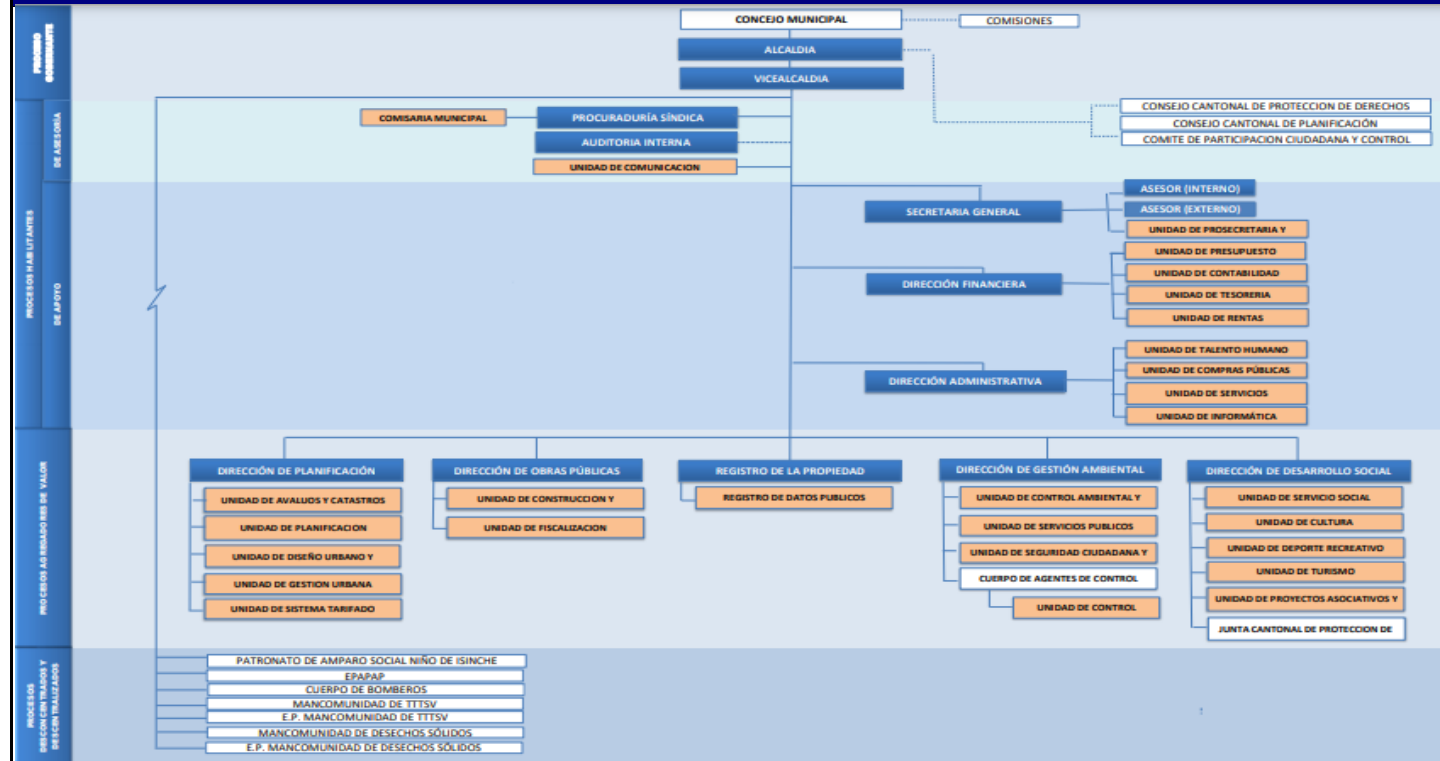 PROCESO
GOBERNANTE
CONCEJO MUNICIPAL
COMISIONES
ALCALDIA
VICEALCALDIA
PROCESOS HABILITANTES
DE ASESORÍA
COMISARIA MUNICIPAL
PROCURADURÍA SÍNDICA
AUDITORIA INTERNA
UNIDAD DE COMUNICACION
CONSEJO CANTONAL DE PROTECCION DE DERECHOS
CONSEJO CANTONAL DE PLANIFICACIÓN
COMITE DE PARTICIPACION CIUDADANA Y CONTROL
DE APOYO
SECRETARIA GENERAL
ASESOR (INTERNO)
ASESOR (EXTERNO)
UNIDAD DE PROSECRETARIA Y
DIRECCIÓN FINANCIERA
UNIDAD DE PRESUPUESTO
UNIDAD DE CONTABILIDAD
UNIDAD DE TESORERIA
UNIDAD DE RENTAS
DIRECCIÓN ADMINISTRATIVA
UNIDAD DE TALENTO HUMANO
UNIDAD DE COMPRAS PÚBLICAS
UNIDAD DE SERVICIOS
UNIDAD DE INFORMÁTICA
PROCESOS AGREGADORES DE VALOR
DIRECCIÓN DE PLANIFICACIÓN
UNIDAD DE AVALUOS Y CATASTROS
UNIDAD DE PLANIFICACION
UNIDAD DE DISEÑO URBANO Y
UNIDAD DE GESTION URBANA
UNIDAD DE SISTEMA TARIFADO
DIRECCIÓN DE OBRAS PÚBLICAS
UNIDAD DE CONSTRUCCION Y
UNIDAD DE FISCALIZACION
REGISTRO DE LA PROPIEDAD
REGISTRO DE DATOS PUBLICOS
DIRECCIÓN DE GESTIÓN AMBIENTAL
UNIDAD DE CONTROL AMBIENTAL Y
UNIDAD DE SERVICIOS PUBLICOS
UNIDAD DE SEGURIDAD CIUDADANA Y
CUERPO DE AGENTES DE CONTROL
UNIDAD DE CONTROL
DIRECCIÓN DE DESARROLLO SOCIAL
UNIDAD DE SERVICIO SOCIAL
UNIDAD DE CULTURA
UNIDAD DE DEPORTE RECREATIVO
UNIDAD DE TURISMO
UNIDAD DE PROYECTOS ASOCIATIVOS Y
JUNTA CANTONAL DE PROTECCION DE
PROCESOS
DESCONCENTRADOS Y
DESCENTRALIZADOS
PATRONATO DE AMPARO SOCIAL NIÑO DE ISINCHE
EPAPAP
CUERPO DE BOMBEROS
MANCOMUNIDAD DE TTTSV
E.P. MANCOMUNIDAD DE TTTSV
MANCOMUNIDAD DE DESECHOS SÓLIDOS
E.P. MANCOMUNIDAD DE DESECHOS SÓLIDOS